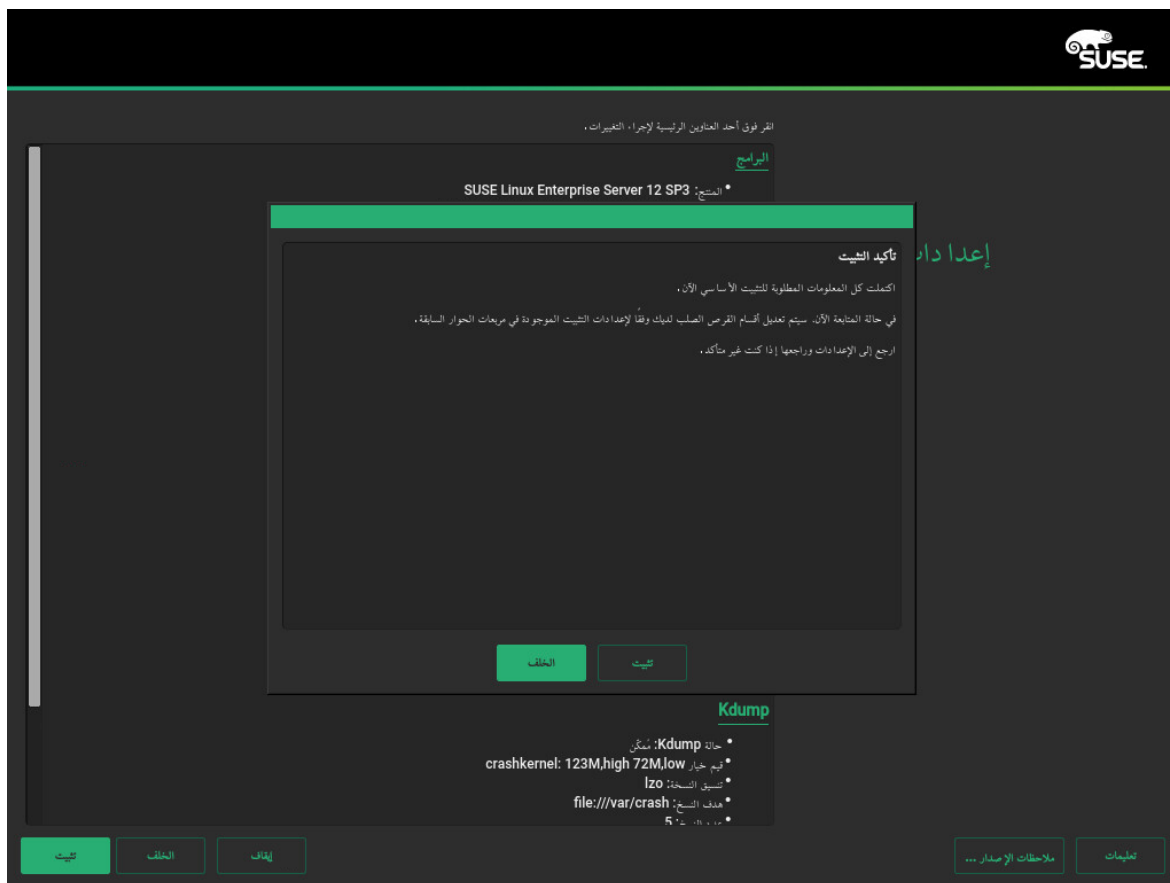 SUSE.
انقر فوق أحد العناوين الرئيسية لإجراء التغييرات.
البرامج
• المنتج: SUSE Linux Enterprise Server 12 SP3
تأكيد التثبيت
اكتملت كل المعلومات المطلوبة للتثبيت الأساسي الآن.
في حالة المتابعة الآن. سيتم تعديل أقسام القرص الصلب لديك وفقًا لإعدادات التثبيت الموجودة في مربعات الحوار السابقة.
ارجع إلى الإعدادات وراجعها إذا كنت غير متأكد.
تثبيت
الخلف
Kdump
• حالة Kdump: مُمكّن
• قيم خيار crashkernel: 123M,high 72M,low
• تنسيق النسخة: lzo
• هدف النسخ: file:///var/crash
تعليمات
ملاحظات الإصدار ...
إيقاف
الخلف
تثبيت